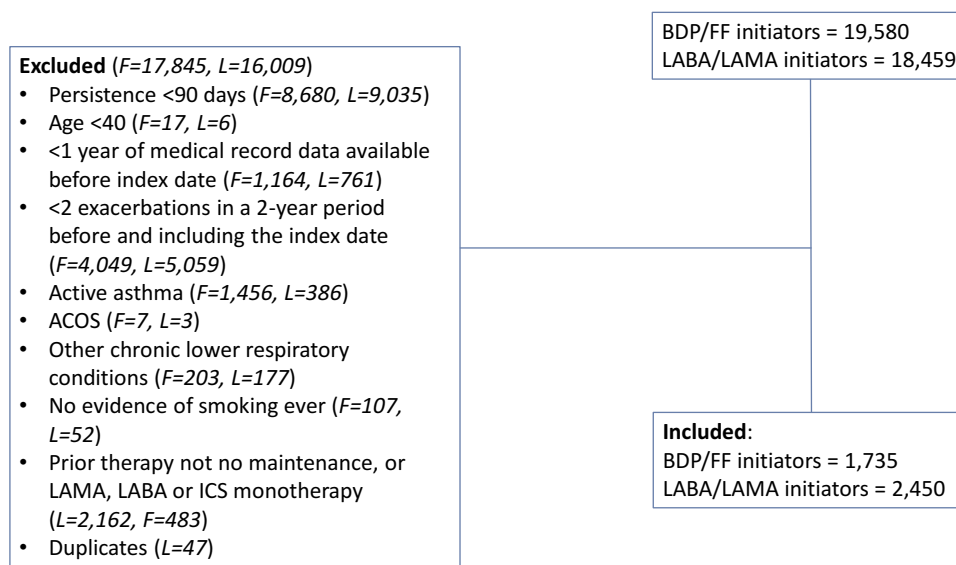 BDP/FF initiators = 19,580
LABA/LAMA initiators = 18,459
Excluded (F=17,845, L=16,009)
• Persistence <90 days (F=8,680, L=9,035)
• Age <40 (F=17, L=6)
• <1 year of medical record data available
before index date (F=1,164, L=761)
• <2 exacerbations in a 2-year period
before and including the index date
(F=4,049, L=5,059)
• Active asthma (F=1,456, L=386)
• ACOS (F=7, L=3)
• Other chronic lower respiratory
conditions (F=203, L=177)
• No evidence of smoking ever (F=107,
L=52)
• Prior therapy not no maintenance, or
LAMA, LABA or ICS monotherapy
(L=2,162, F=483)
• Duplicates (L=47)
Included:
BDP/FF initiators = 1,735
LABA/LAMA initiators = 2,450